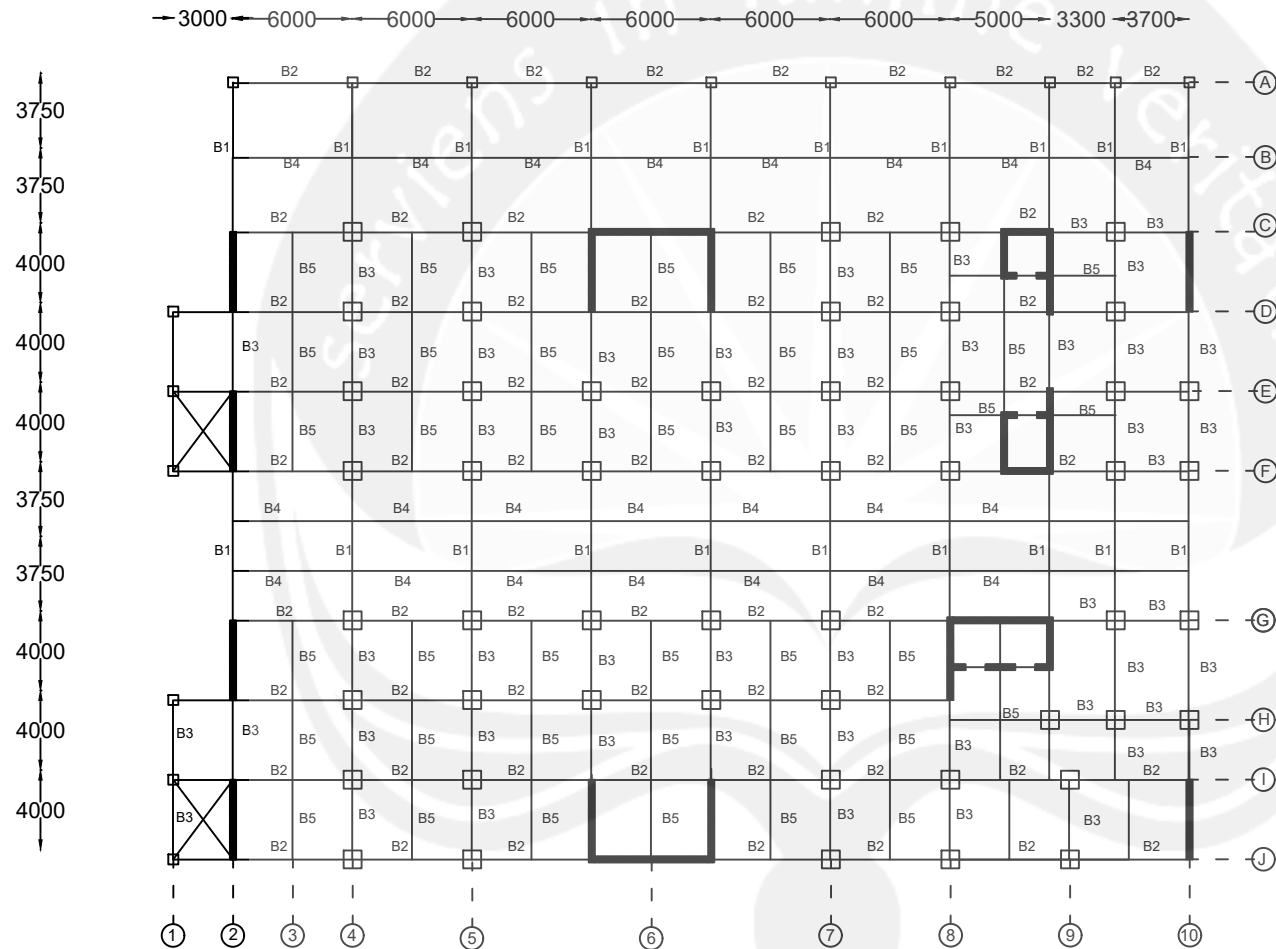 3000 6000 6000 6000 6000 6000 6000 5000 3300 3700
B2 B2 B2 B2 B2 B2 B2 B2 B2 A
3750
B1 B1 B1 B1 B1 B1 B1 B1 B1 B1
B4 B4 B4 B4 B4 B4 B4 B4 B
3750
B2 B2 B2 B2 B2 B2 B3 B3 C
4000
B5 B3 B5 B3 B5 B5 B5 B3 B5 B3 B5 B3
B2 B2 B2 B2 B2 B2 B2 D
4000
B3 B5 B3 B5 B3 B5 B3 B5 B3 B5 B3 B5 B3 B5 B3 B3 B3
B2 B2 B2 B2 B2 B2 B2 E
4000
B5 B5
B5 B3 B5 B3 B5 B3 B5 B3 B5 B3 B5 B3 B3 B3
B2 B2 B2 B2 B2 B2 B2 B3 F
3750
B4 B4 B4 B4 B4 B4 B4
B1 B1 B1 B1 B1 B1 B1 B1 B1
3750
B4 B4 B4 B4 B4 B4 B4
B2 B2 B2 B2 B2 B2 B3 B3 G
4000
B5 B3 B5 B3 B5 B3 B5 B3 B5 B3 B5 B3 B3
B2 B2 B2 B2 B2 B2
B5 B3 B3 H
4000
B3 B3 B5 B3 B5 B3 B5 B3 B5 B3 B5 B3 B5 B3 B3 B3
B2 B2 B2 B2 B2 B2 B2 B2 I
4000
B3 B5 B3 B5 B3 B5 B5 B5 B3 B5 B3 B3
B2 B2 B2 B2 B2 B2 B2 J
1 2 3 4 5 6 7 8 9 10
serviens in lumine veritatis